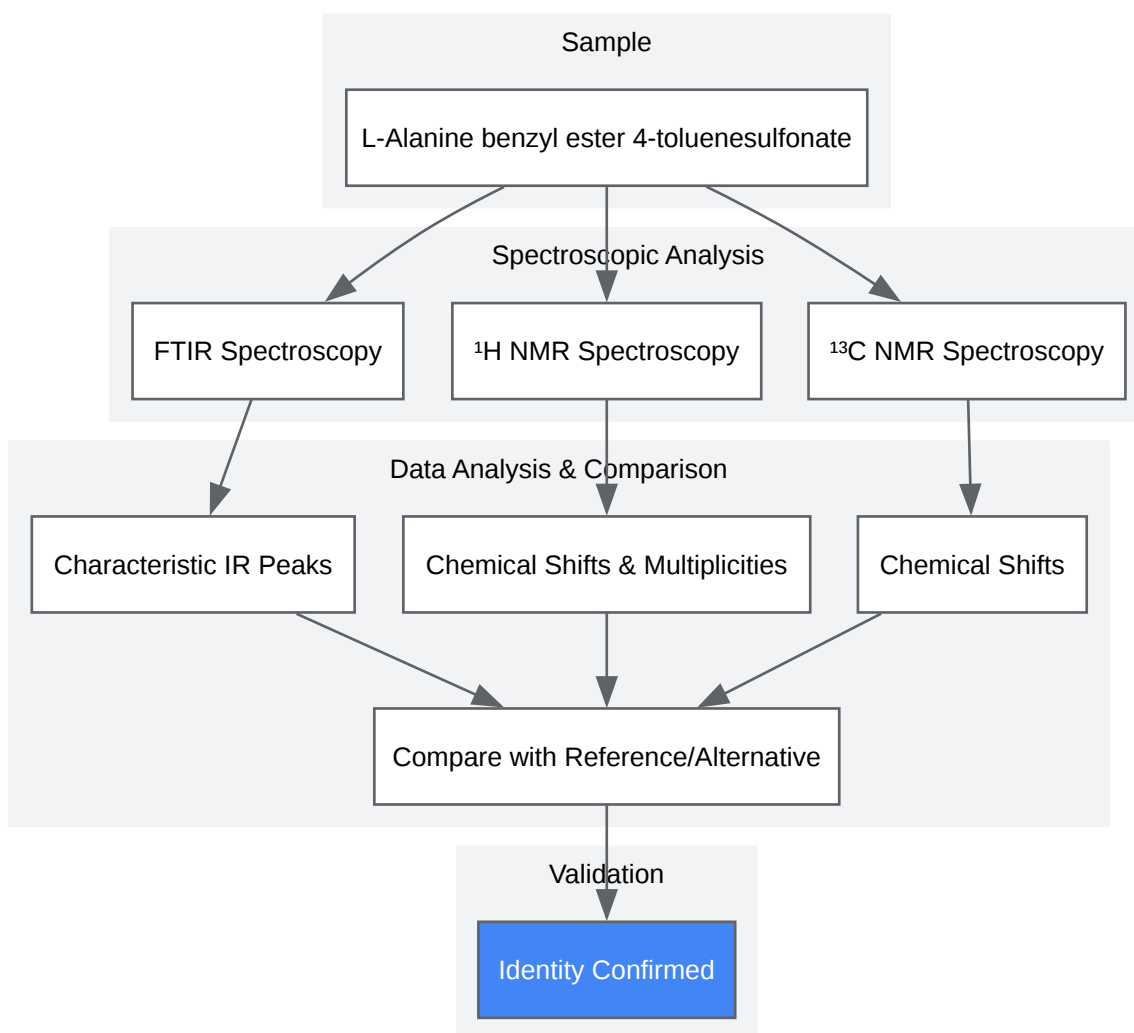 Sample
L-Alanine benzyl ester 4-toluenesulfonate
Spectroscopic Analysis
FTIR Spectroscopy
¹H NMR Spectroscopy
¹³C NMR Spectroscopy
Data Analysis & Comparison
Characteristic IR Peaks
Chemical Shifts & Multiplicities
Chemical Shifts
Compare with Reference/Alternative
Validation
Identity Confirmed